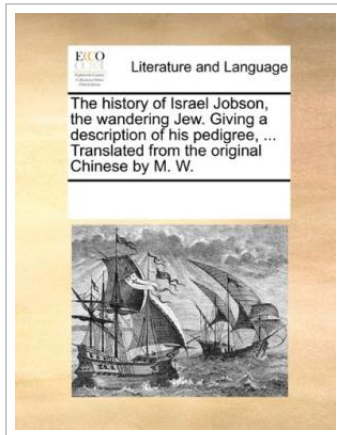 ECCO
Literature and Language
The history of Israel Jobson,
the wandering Jew. Giving a
description of his pedigree, ...
Translated from the original
Chinese by M. W.